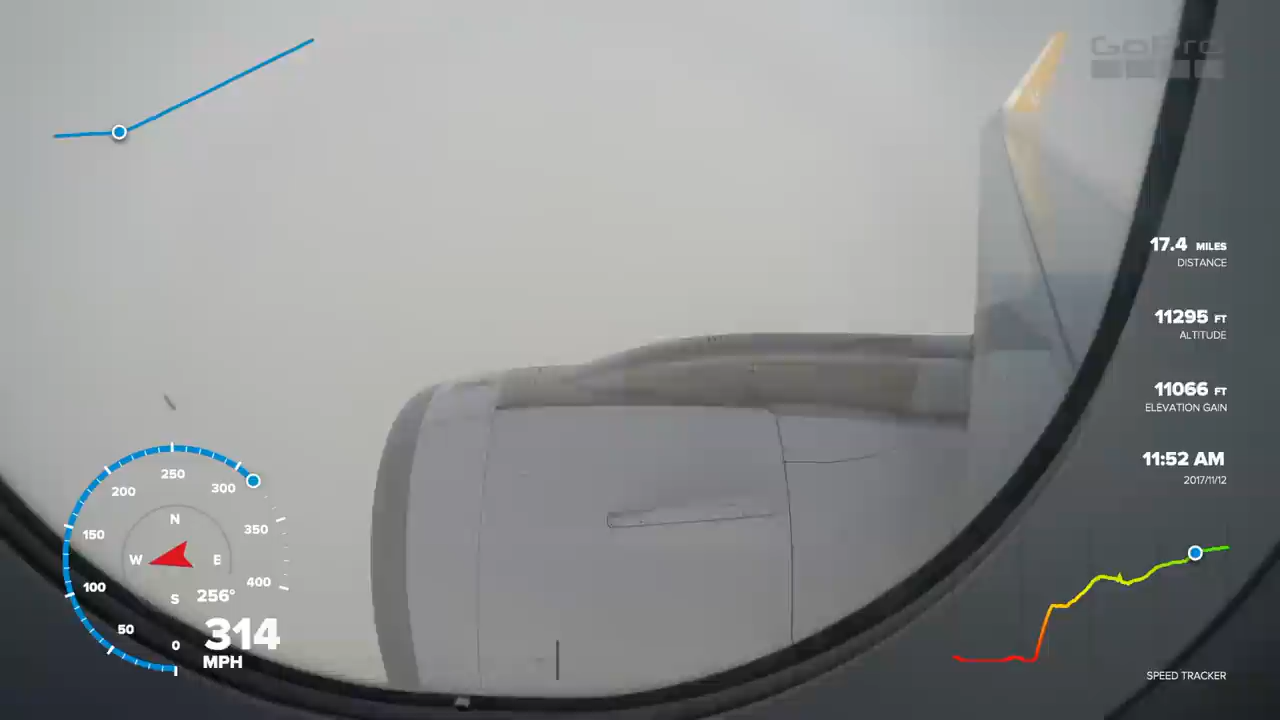 GoPro
17.4 MILES
DISTANCE
11295 FT
ALTITUDE
11066 FT
ELEVATION GAIN
11:52 AM
2017/11/12
250
200
300
150
350
N
W
E
S
100
400
256°
50
0
314
MPH
SPEED TRACKER